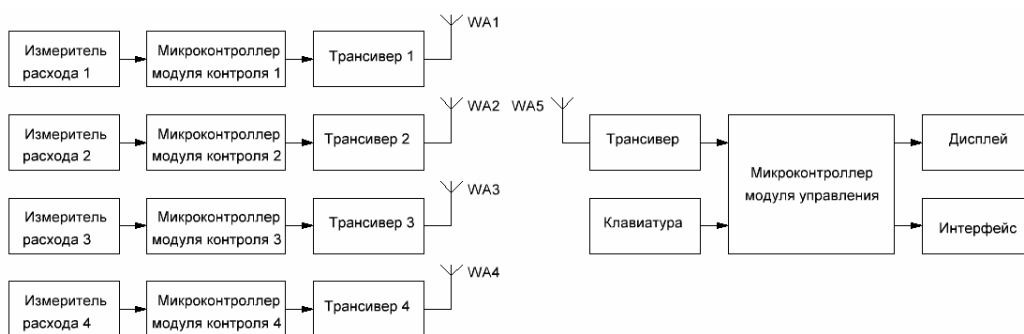 Измеритель
расхода 1
Микроконтроллер
модуля контроля 1
Трансивер 1
WA1
Измеритель
расхода 2
Микроконтроллер
модуля контроля 2
Трансивер 2
WA2
Измеритель
расхода 3
Микроконтроллер
модуля контроля 3
Трансивер 3
WA3
Измеритель
расхода 4
Микроконтроллер
модуля контроля 4
Трансивер 4
WA4
WA5
Трансивер
Клавиатура
Микроконтроллер
модуля управления
Дисплей
Интерфейс